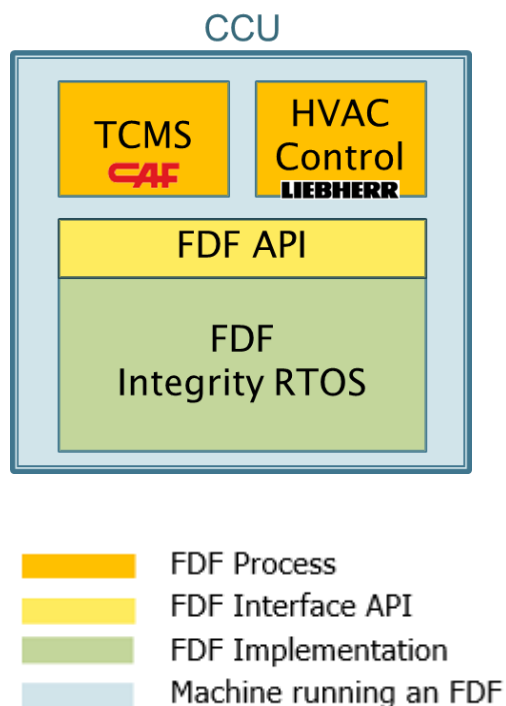 CCU
TCMS
CAF
HVAC
Control
LIEBHERR
FDF API
FDF
Integrity RTOS
FDF Process
FDF Interface API
FDF Implementation
Machine running an FDF